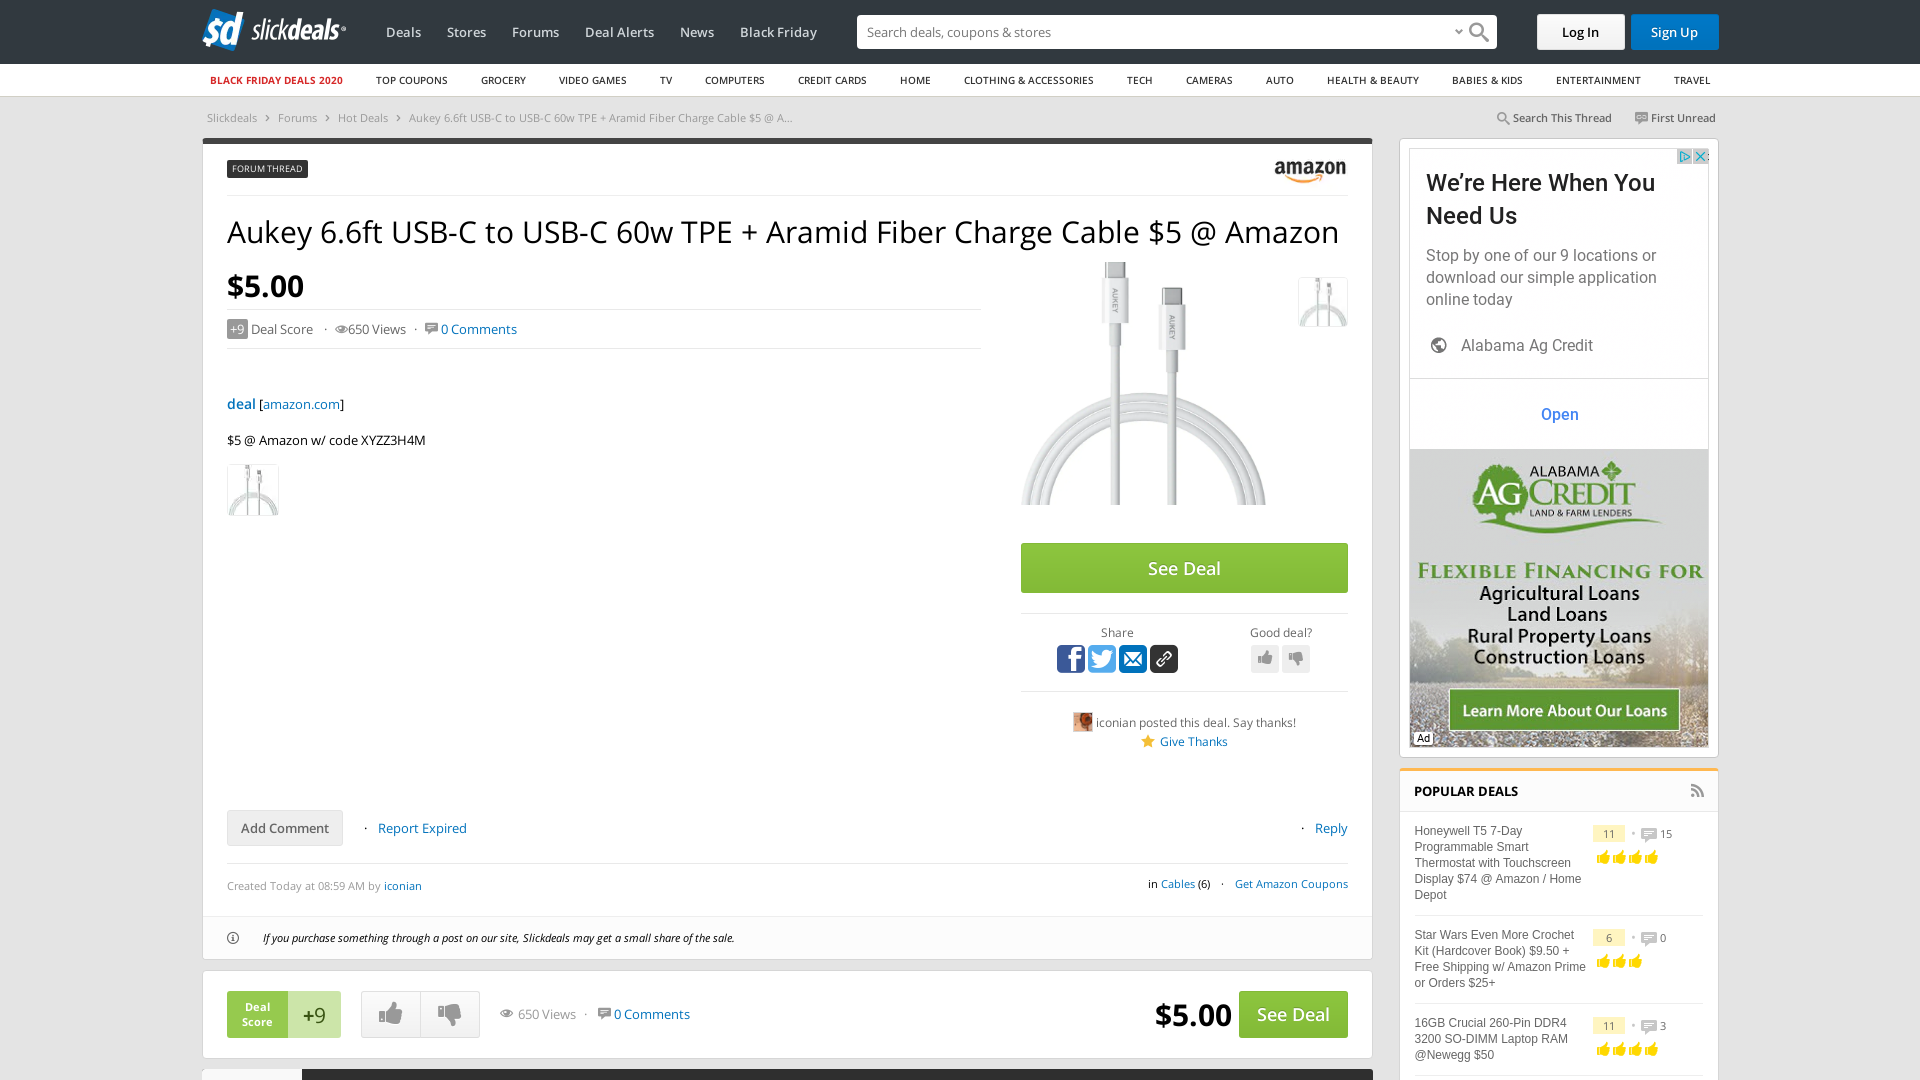 sd slickdeals
Deals Stores Forums Deal Alerts News Black Friday
Search deals, coupons & stores
Log In Sign Up
BLACK FRIDAY DEALS 2020 TOP COUPONS GROCERY VIDEO GAMES TV COMPUTERS CREDIT CARDS HOME CLOTHING & ACCESSORIES TECH CAMERAS AUTO HEALTH & BEAUTY BABIES & KIDS ENTERTAINMENT TRAVEL
Slickdeals > Forums > Hot Deals > Aukey 6.6ft USB-C to USB-C 60w TPE + Aramid Fiber Charge Cable $5 @ A...
Search This Thread First Unread
FORUM THREAD
amazon
Aukey 6.6ft USB-C to USB-C 60w TPE + Aramid Fiber Charge Cable $5 @ Amazon
$5.00
+9 Deal Score · 650 Views · 0 Comments
AUKEY
AUKEY
deal [amazon.com]
$5 @ Amazon w/ code XYZZ3H4M
See Deal
Share
Good deal?
iconian posted this deal. Say thanks!
Give Thanks
Add Comment · Report Expired
· Reply
Created Today at 08:59 AM by iconian
in Cables (6) · Get Amazon Coupons
If you purchase something through a post on our site, Slickdeals may get a small share of the sale.
Deal
Score
+9
650 Views · 0 Comments
$5.00
See Deal
We're Here When You
Need Us
Stop by one of our 9 locations or
download our simple application
online today
Alabama Ag Credit
Open
ALABAMA
AG CREDIT
LAND & FARM LENDERS
FLEXIBLE FINANCING FOR
Agricultural Loans
Land Loans
Rural Property Loans
Construction Loans
Learn More About Our Loans
Ad
POPULAR DEALS
Honeywell T5 7-Day
Programmable Smart
Thermostat with Touchscreen
Display $74 @ Amazon / Home
Depot
11 • 15
Star Wars Even More Crochet
Kit (Hardcover Book) $9.50 +
Free Shipping w/ Amazon Prime
or Orders $25+
6 • 0
16GB Crucial 260-Pin DDR4
3200 SO-DIMM Laptop RAM
@Newegg $50
11 • 3